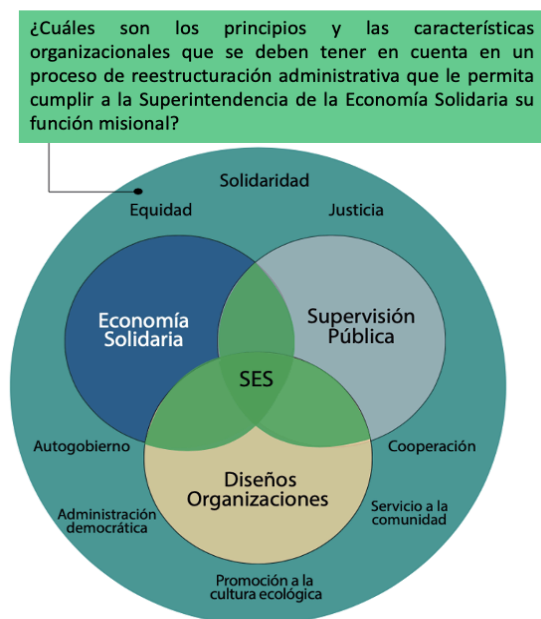 ¿Cuáles son los principios y las características
organizacionales que se deben tener en cuenta en un
proceso de reestructuración administrativa que le permita
cumplir a la Superintendencia de la Economía Solidaria su
función misional?
Solidaridad
Equidad
Justicia
Economía
Solidaria
Supervisión
Pública
SES
Autogobierno
Cooperación
Diseños
Organizaciones
Administración
democrática
Servicio a la
comunidad
Promoción a la
cultura ecológica